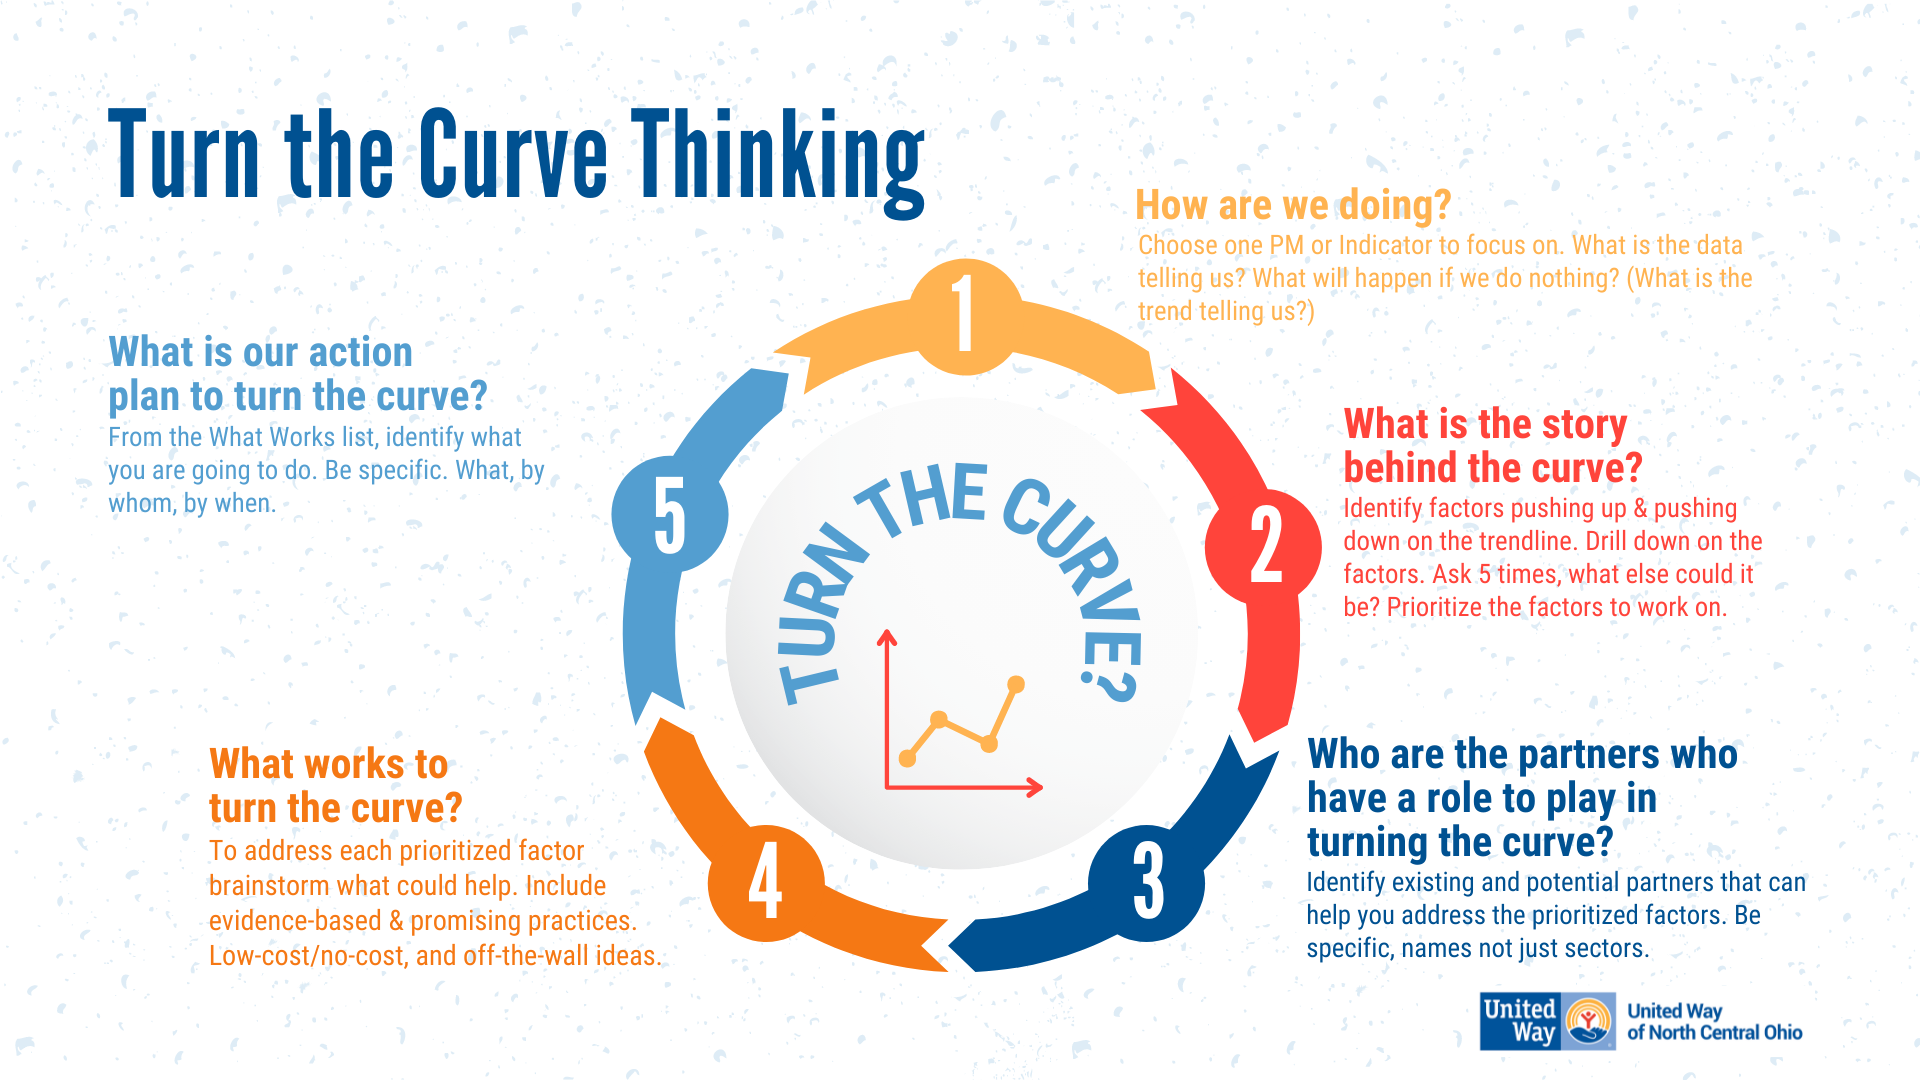 Turn the Curve Thinking
1
How are we doing?
Choose one PM or Indicator to focus on. What is the data
telling us? What will happen if we do nothing? (What is the
trend telling us?)
2
What is the story
behind the curve?
Identify factors pushing up & pushing
down on the trendline. Drill down on the
factors. Ask 5 times, what else could it
be? Prioritize the factors to work on.
3
Who are the partners who
have a role to play in
turning the curve?
Identify existing and potential partners that can
help you address the prioritized factors. Be
specific, names not just sectors.
4
What works to
turn the curve?
To address each prioritized factor
brainstorm what could help. Include
evidence-based & promising practices.
Low-cost/no-cost, and off-the-wall ideas.
5
What is our action
plan to turn the curve?
From the What Works list, identify what
you are going to do. Be specific. What, by
whom, by when.
TURN THE CURVE?
United
Way
United Way
of North Central Ohio